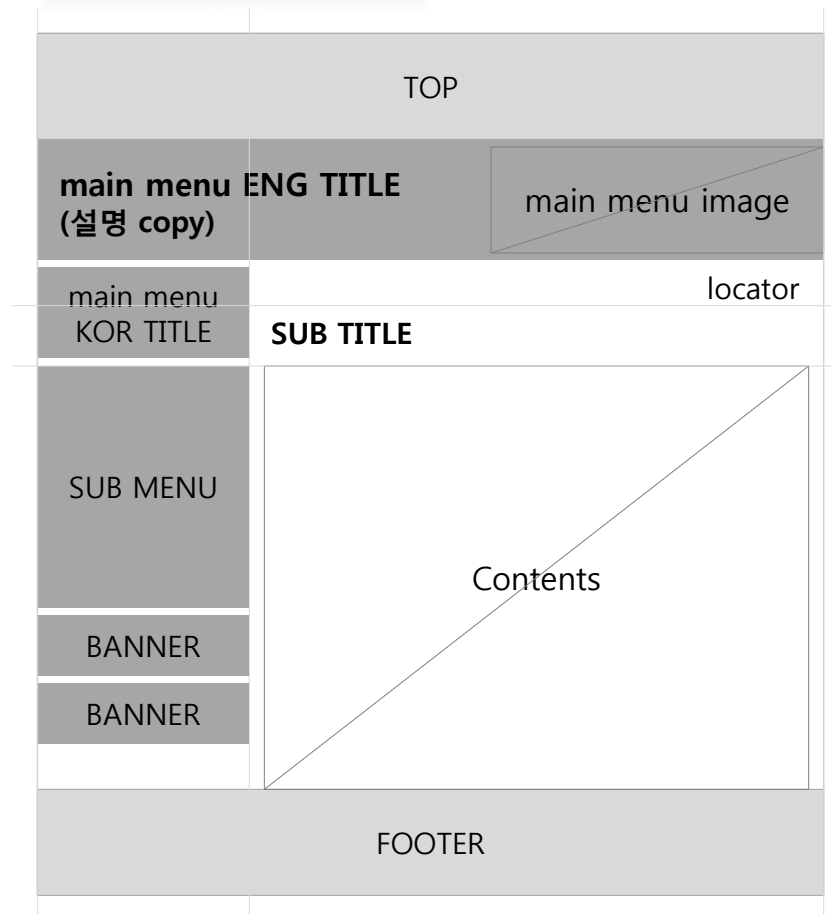 TOP
main menu ENG TITLE
(설명 copy)
main menu image
main menu
KOR TITLE
locator
SUB TITLE
SUB MENU
Contents
BANNER
BANNER
FOOTER